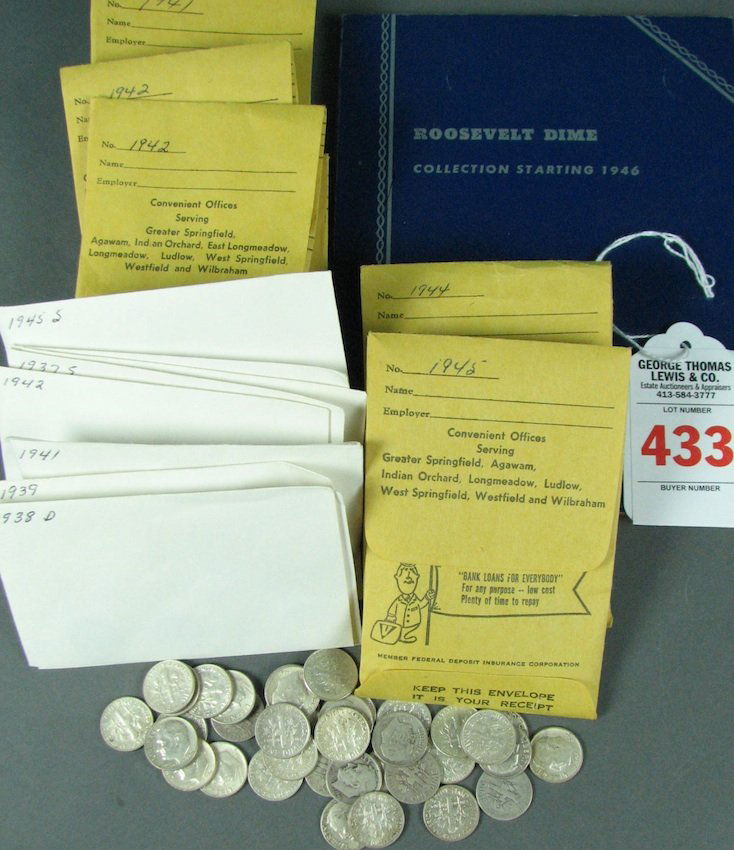 No. 1941
Name
Employer
No. 1942
Na
En
No. 1942
Name
Employer
Convenient Offices
Serving
Greater Springfield,
Agawam, Indian Orchard, East Longmeadow,
Longmeadow, Ludlow, West Springfield,
Westfield and Wilbraham
ROOSEVELT DIME
COLLECTION STARTING 1946
1945 S
1937 S
1942
1941
1939
938 D
No. 1944
Name
No. 1945
Name
Employer
Convenient Offices
Serving
Greater Springfield, Agawam,
Indian Orchard, Longmeadow, Ludlow,
West Springfield, Westfield and Wilbraham
"BANK LOANS FOR EVERYBODY"
For any purpose -- low cost
Plenty of time to repay
MEMBER FEDERAL DEPOSIT INSURANCE CORPORATION
KEEP THIS ENVELOPE
IT IS YOUR RECEIPT
GEORGE THOMAS
LEWIS & CO.
Estate Auctioneers & Appraisers
413-584-3777
LOT NUMBER
433
BUYER NUMBER